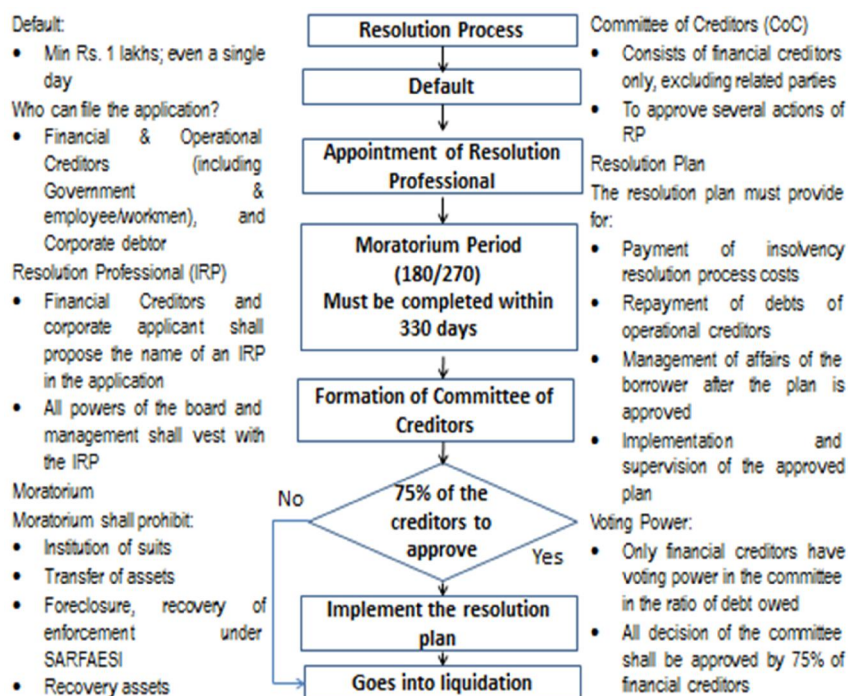 Default:
• Min Rs. 1 lakhs; even a single
day
Who can file the application?
• Financial & Operational
Creditors (including
Government &
employee/workmen), and
Corporate debtor
Resolution Professional (IRP)
• Financial Creditors and
corporate applicant shall
propose the name of an IRP
in the application
• All powers of the board and
management shall vest with
the IRP
Moratorium
Moratorium shall prohibit:
• Institution of suits
• Transfer of assets
• Foreclosure, recovery of
enforcement under
SARFAESI
• Recovery assets
Resolution Process
Default
Appointment of Resolution
Professional
Moratorium Period
(180/270)
Must be completed within
330 days
Formation of Committee of
Creditors
No
75% of the
creditors to
approve
Yes
Implement the resolution
plan
Goes into liquidation
Committee of Creditors (CoC)
• Consists of financial creditors
only, excluding related parties
• To approve several actions of
RP
Resolution Plan
The resolution plan must provide
for:
• Payment of insolvency
resolution process costs
• Repayment of debts of
operational creditors
• Management of affairs of the
borrower after the plan is
approved
• Implementation and
supervision of the approved
plan
Voting Power:
• Only financial creditors have
voting power in the committee
in the ratio of debt owed
• All decision of the committee
shall be approved by 75% of
financial creditors